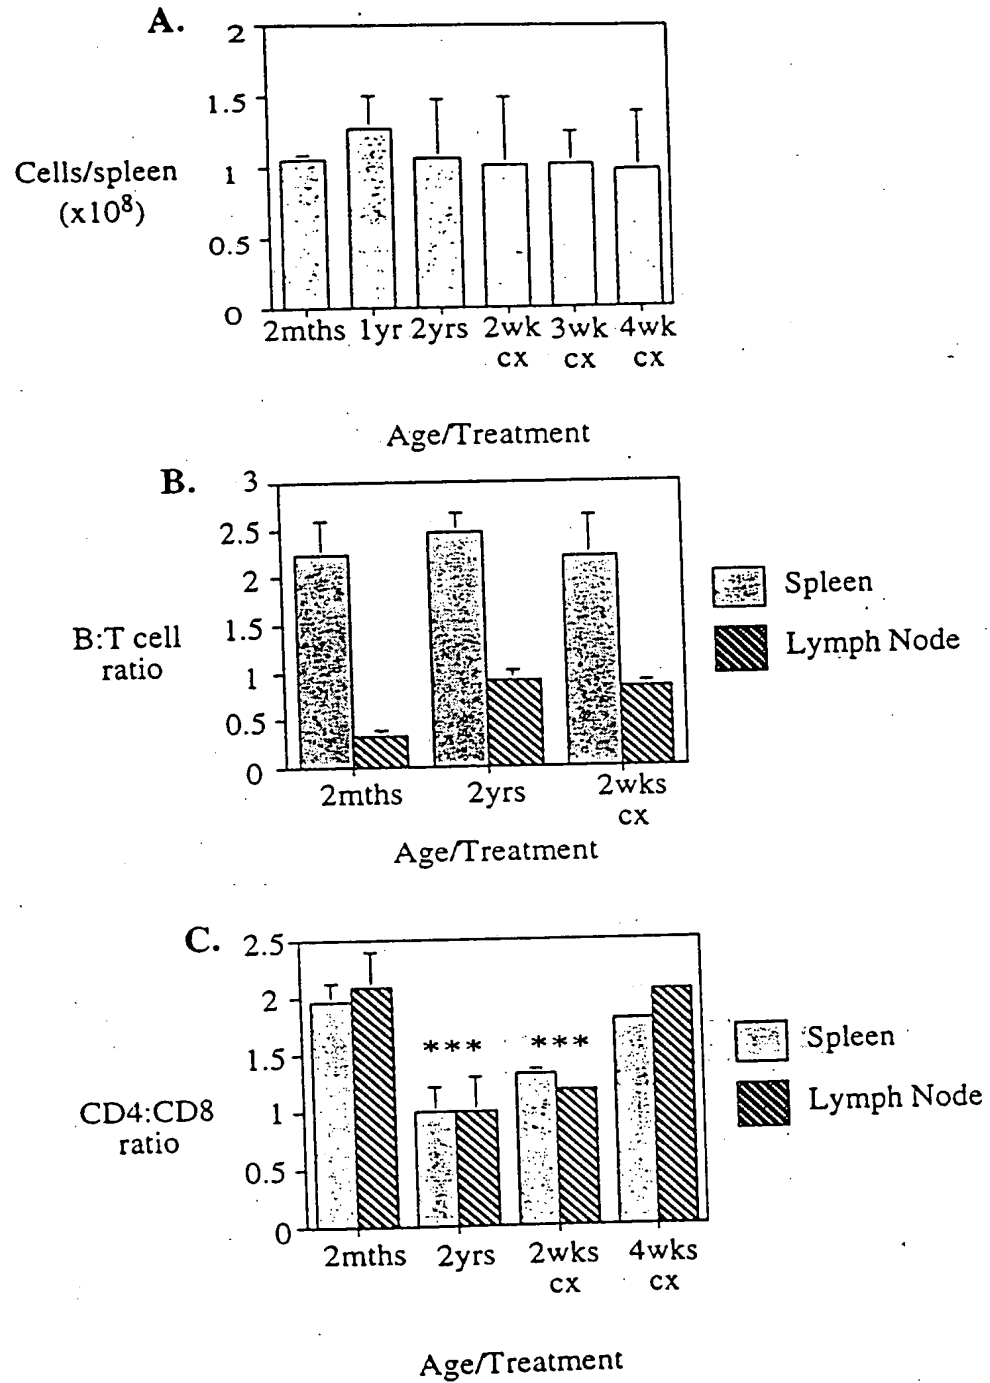 A.
2
1.5
1
0.5
0
Cells/spleen
(x10⁸)
2mths 1yr 2yrs 2wk 3wk 4wk
cx cx cx
Age/Treatment
B.
3
2.5
2
1.5
1
0.5
0
B:T cell
ratio
2mths 2yrs 2wks
cx
Age/Treatment
Spleen
Lymph Node
C.
2.5
2
1.5
1
0.5
0
CD4:CD8
ratio
*** ***
2mths 2yrs 2wks 4wks
cx cx
Age/Treatment
Spleen
Lymph Node